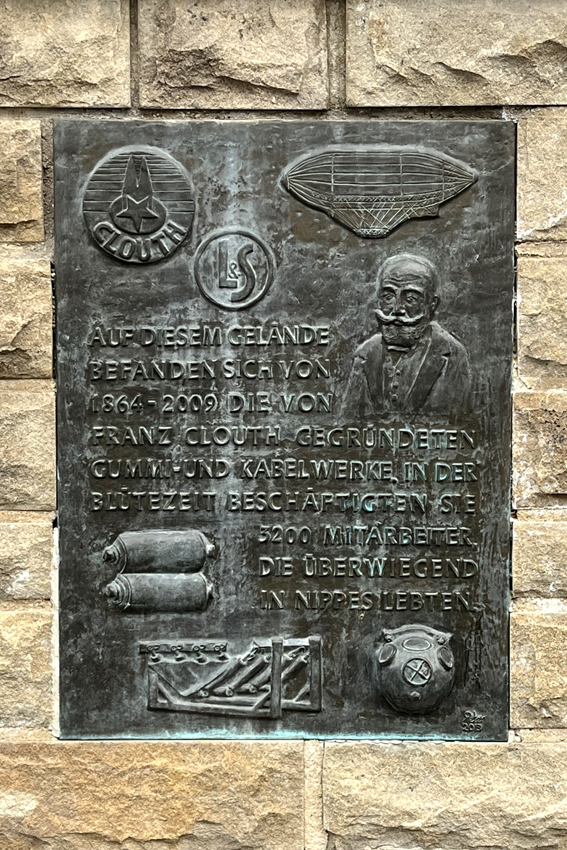 CLOUTH
L&S
AUF DIESEM GELÄNDE
BEFANDEN SICH VON
1864-2009 DIE VON
FRANZ CLOUTH GEGRÜNDETEN
GUMMI-UND KABELWERKE. IN DER
BLÜTEZEIT BESCHÄFTIGTEN SIE
3200 MITARBEITER,
DIE ÜBERWIEGEND
IN NIPPES LEBTEN.
2013